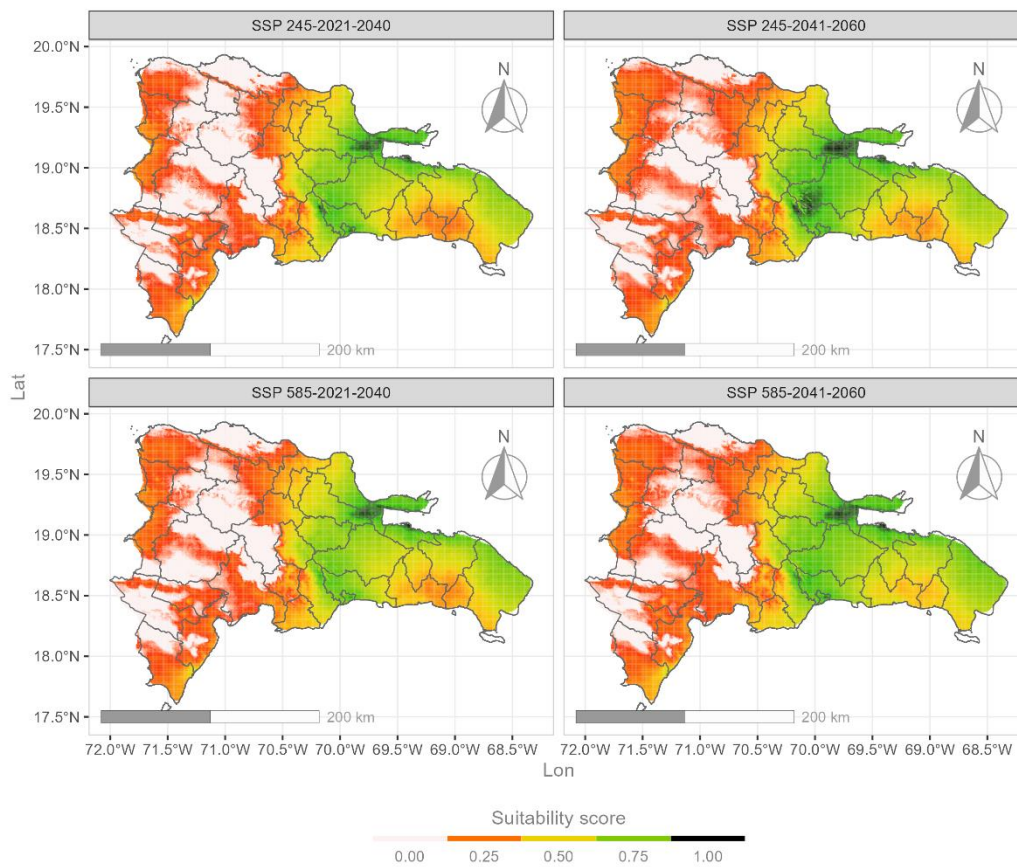 SSP 245-2021-2040
SSP 245-2041-2060
20.0°N
19.5°N
19.0°N
18.5°N
18.0°N
17.5°N
N
N
200 km
200 km
SSP 585-2021-2040
SSP 585-2041-2060
Lat
20.0°N
19.5°N
19.0°N
18.5°N
18.0°N
17.5°N
N
N
200 km
200 km
72.0°W 71.5°W 71.0°W 70.5°W 70.0°W 69.5°W 69.0°W 68.5°W
72.0°W 71.5°W 71.0°W 70.5°W 70.0°W 69.5°W 69.0°W 68.5°W
Lon
Suitability score
0.00 0.25 0.50 0.75 1.00